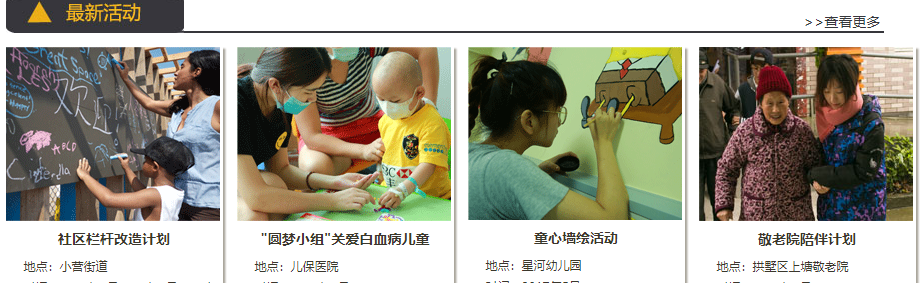 最新活动
>>查看更多
社区栏杆改造计划
"圆梦小组"关爱白血病儿童
童心墙绘活动
敬老院陪伴计划
地点：小营街道
地点：儿保医院
地点：星河幼儿园
地点：拱墅区上塘敬老院